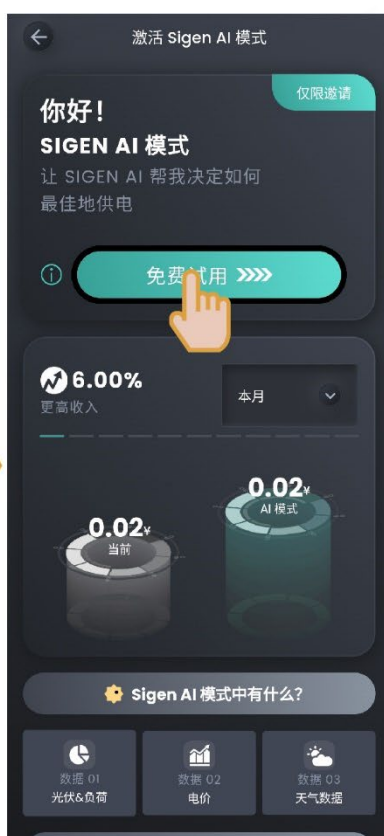 激活 Sigen AI 模式
仅限邀请
你好！
SIGEN AI 模式
让 SIGEN AI 帮我决定如何
最佳地供电
免费试用
6.00%
更高收入
本月
0.02¥
AI 模式
0.02¥
当前
Sigen AI 模式中有什么？
数据 01
光伏&负荷
数据 02
电价
数据 03
天气数据